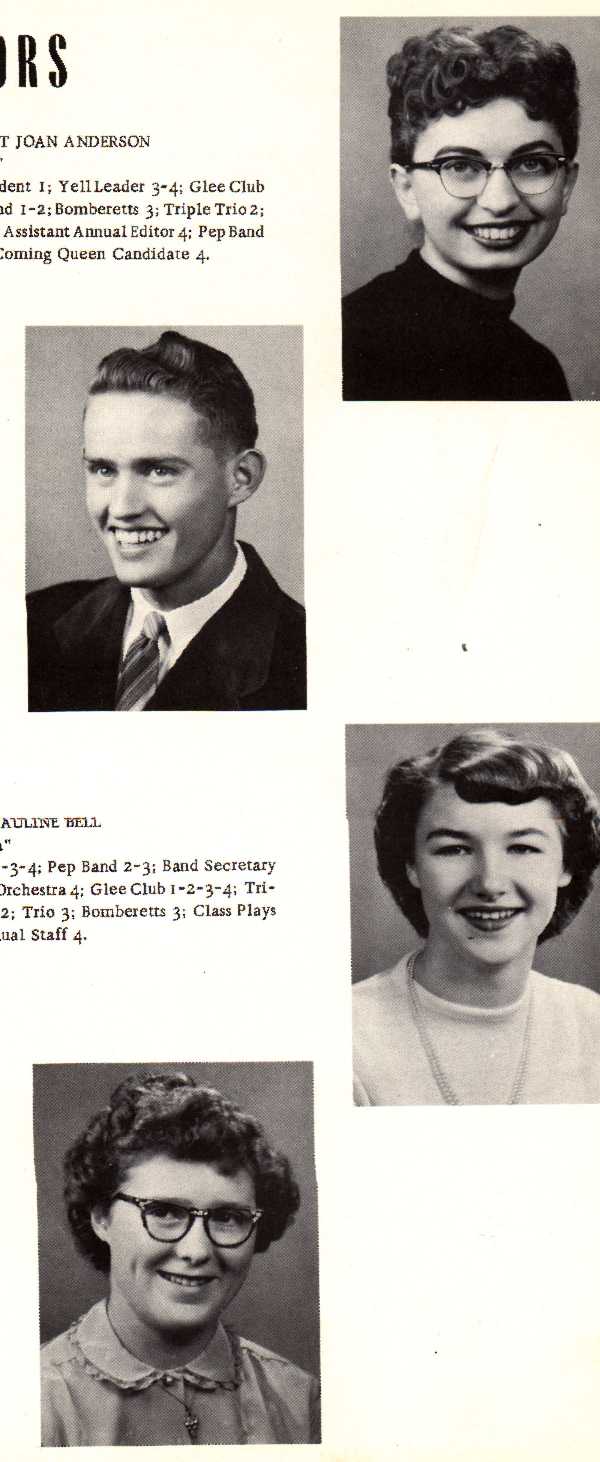 ORS
T JOAN ANDERSON
"
dent 1; Yell Leader 3-4; Glee Club
nd 1-2; Bomberetts 3; Triple Trio 2;
Assistant Annual Editor 4; Pep Band
Coming Queen Candidate 4.
AULINE BELL
a"
-3-4; Pep Band 2-3; Band Secretary
Orchestra 4; Glee Club 1-2-3-4; Tri-
2; Trio 3; Bomberetts 3; Class Plays
ual Staff 4.